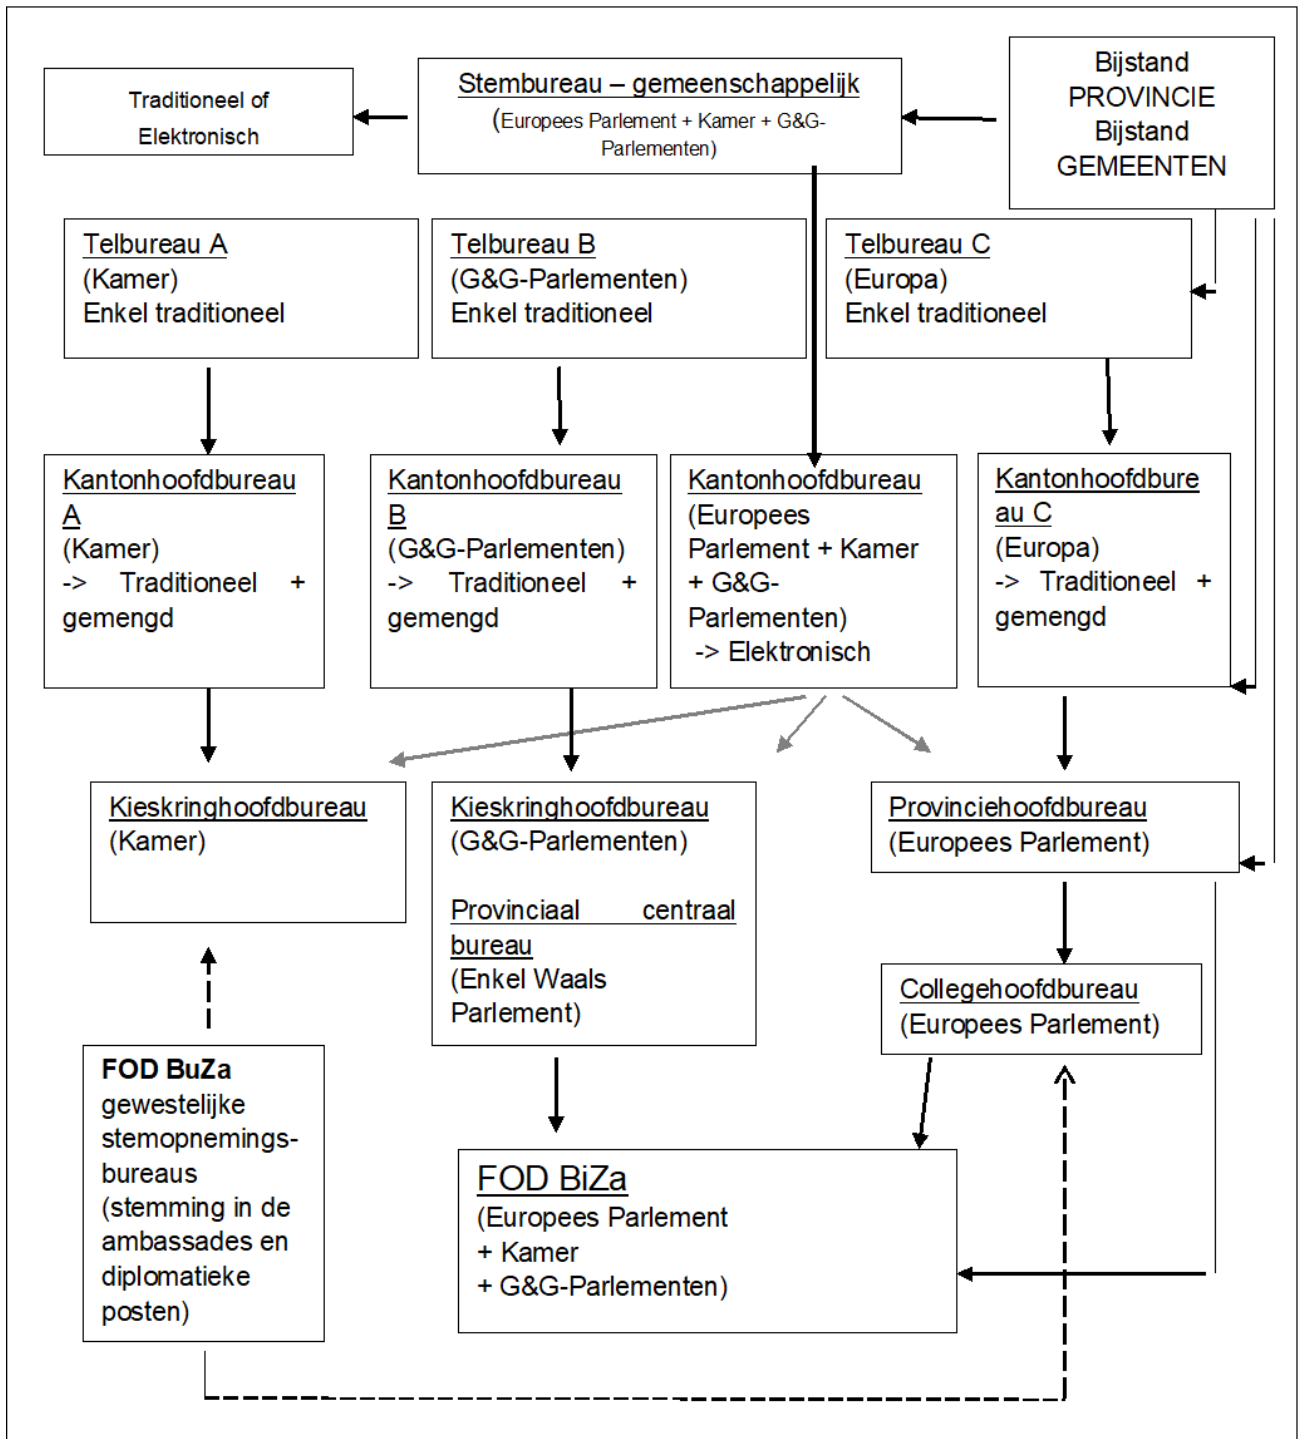 Traditioneel of
Elektronisch
Stembureau – gemeenschappelijk
(Europees Parlement + Kamer + G&G-
Parlementen)
Bijstand
PROVINCIE
Bijstand
GEMEENTEN
Telbureau A
(Kamer)
Enkel traditioneel
Telbureau B
(G&G-Parlementen)
Enkel traditioneel
Telbureau C
(Europa)
Enkel traditioneel
Kantonhoofdbureau
A
(Kamer)
-> Traditioneel +
gemengd
Kantonhoofdbureau
B
(G&G-Parlementen)
-> Traditioneel +
gemengd
Kantonhoofdbureau
(Europees
Parlement + Kamer
+ G&G-
Parlementen)
-> Elektronisch
Kantonhoofdbure
au C
(Europa)
-> Traditioneel +
gemengd
Kieskringhoofdbureau
(Kamer)
Kieskringhoofdbureau
(G&G-Parlementen)
Provinciaal centraal
bureau
(Enkel Waals
Parlement)
Provinciehoofdbureau
(Europees Parlement)
Collegehoofdbureau
(Europees Parlement)
FOD BuZa
gewestelijke
stemopnemings-
bureaus
(stemming in de
ambassades en
diplomatieke
posten)
FOD BiZa
(Europees Parlement
+ Kamer
+ G&G-Parlementen)